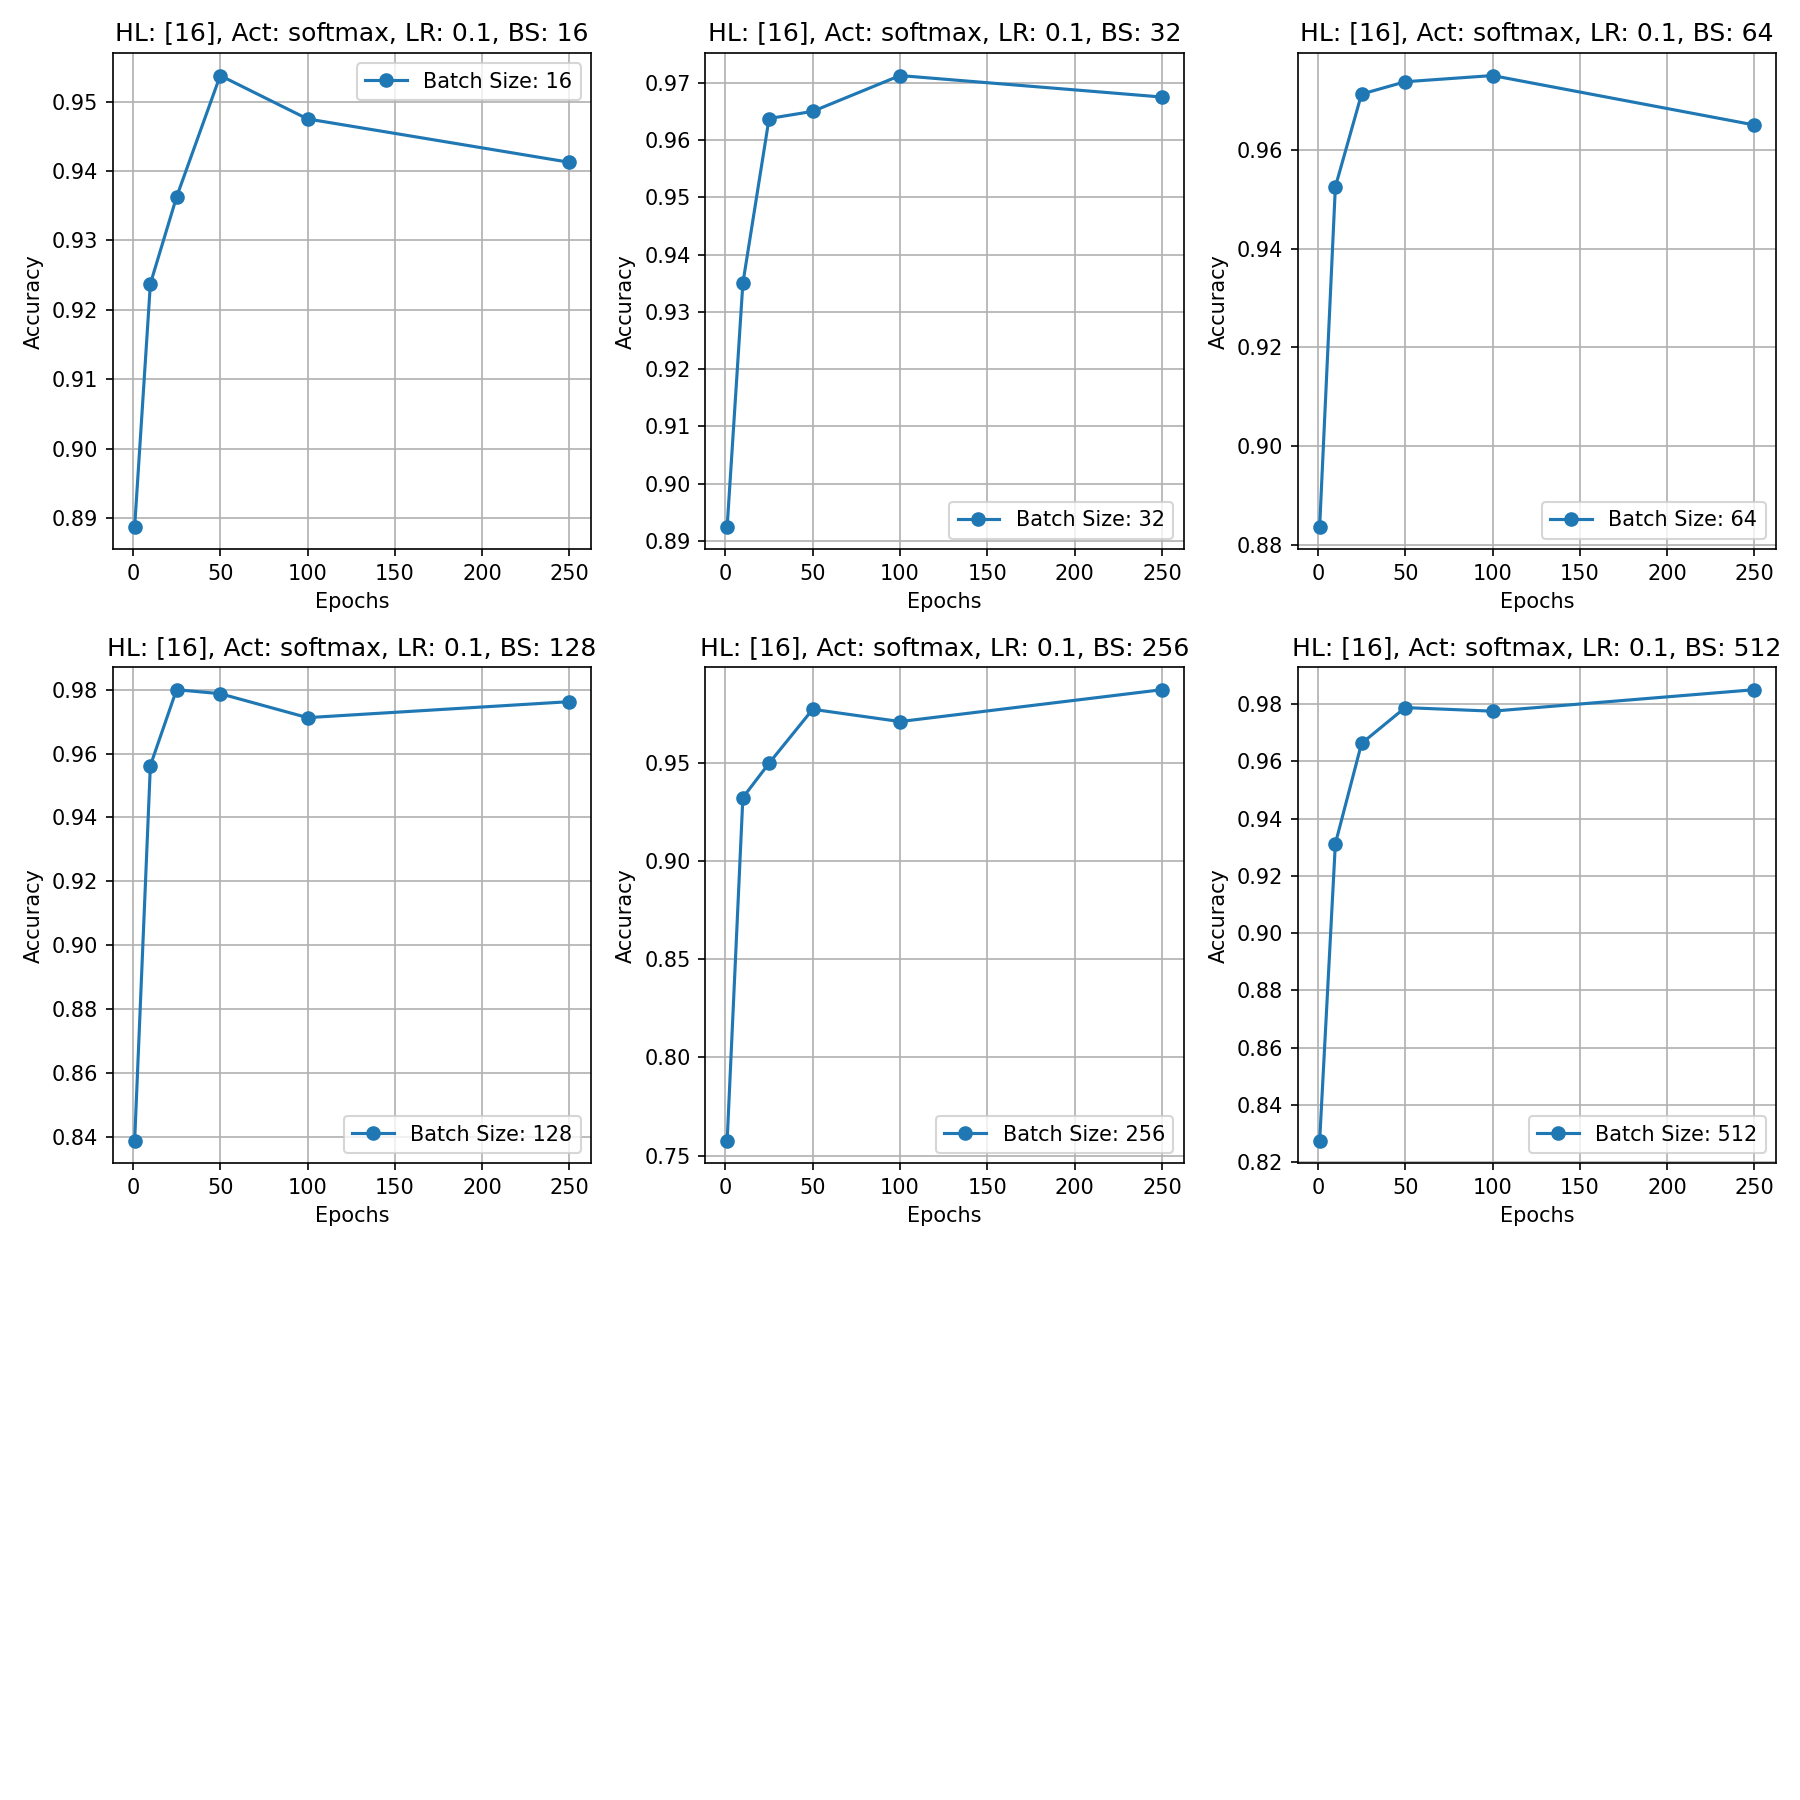 HL: [16], Act: softmax, LR: 0.1, BS: 16
Batch Size: 16
Accuracy
0.95
0.94
0.93
0.92
0.91
0.90
0.89
0 50 100 150 200 250
Epochs
HL: [16], Act: softmax, LR: 0.1, BS: 32
Accuracy
0.97
0.96
0.95
0.94
0.93
0.92
0.91
0.90
0.89
Batch Size: 32
0 50 100 150 200 250
Epochs
HL: [16], Act: softmax, LR: 0.1, BS: 64
Accuracy
0.96
0.94
0.92
0.90
0.88
Batch Size: 64
0 50 100 150 200 250
Epochs
HL: [16], Act: softmax, LR: 0.1, BS: 128
Accuracy
0.98
0.96
0.94
0.92
0.90
0.88
0.86
0.84
Batch Size: 128
0 50 100 150 200 250
Epochs
HL: [16], Act: softmax, LR: 0.1, BS: 256
Accuracy
0.95
0.90
0.85
0.80
0.75
Batch Size: 256
0 50 100 150 200 250
Epochs
HL: [16], Act: softmax, LR: 0.1, BS: 512
Accuracy
0.98
0.96
0.94
0.92
0.90
0.88
0.86
0.84
0.82
Batch Size: 512
0 50 100 150 200 250
Epochs